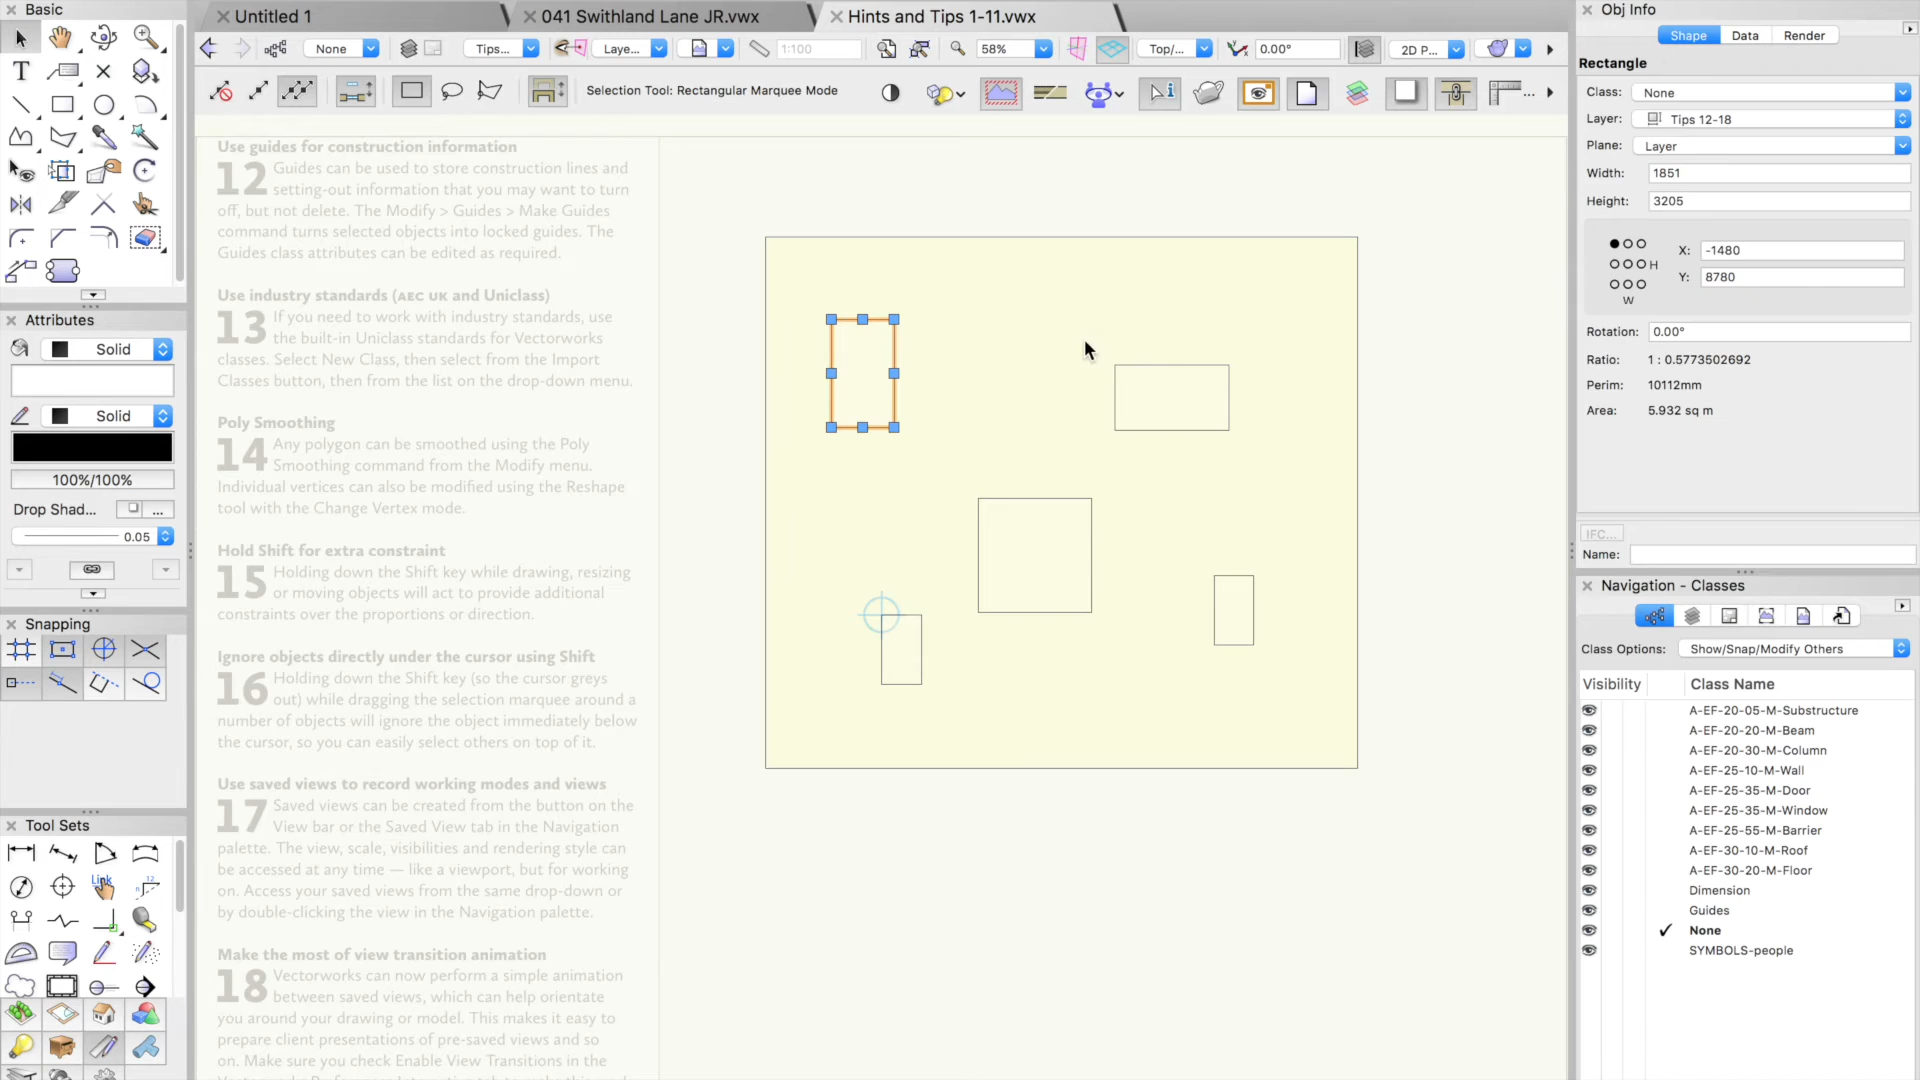 Basic
Untitled 1
041 Swithland Lane JR.vwx
Hints and Tips 1-11.vwx
Obj Info
None
Tips...
Laye...
1:100
58%
Top/...
0.00°
2D P...
Shape
Data
Render
Selection Tool: Rectangular Marquee Mode
...
Rectangle
Class:
None
Layer:
Tips 12-18
Plane:
Layer
Width:
1851
Height:
3205
X:
-1480
H
Y:
8780
W
Rotation:
0.00°
Ratio:
1 : 0.5773502692
Perim:
10112mm
Area:
5.932 sq m
IFC...
Name:
Attributes
Solid
Solid
100%/100%
Drop Shad...
...
0.05
Snapping
Tool Sets
Link
12
Use guides for construction information
12 Guides can be used to store construction lines and
setting-out information that you may want to turn
off, but not delete. The Modify > Guides > Make Guides
command turns selected objects into locked guides. The
Guides class attributes can be edited as required.
Use industry standards (AEC UK and Uniclass)
13 If you need to work with industry standards, use
the built-in Uniclass standards for Vectorworks
classes. Select New Class, then select from the Import
Classes button, then from the list on the drop-down menu.
Poly Smoothing
14 Any polygon can be smoothed using the Poly
Smoothing command from the Modify menu.
Individual vertices can also be modified using the Reshape
tool with the Change Vertex mode.
Hold Shift for extra constraint
15 Holding down the Shift key while drawing, resizing
or moving objects will act to provide additional
constraints over the proportions or direction.
Ignore objects directly under the cursor using Shift
16 Holding down the Shift key (so the cursor greys
out) while dragging the selection marquee around a
number of objects will ignore the object immediately below
the cursor, so you can easily select others on top of it.
Use saved views to record working modes and views
17 Saved views can be created from the button on the
View bar or the Saved View tab in the Navigation
palette. The view, scale, visibilities and rendering style can
be accessed at any time — like a viewport, but for working
on. Access your saved views from the same drop-down or
by double-clicking the view in the Navigation palette.
Make the most of view transition animation
18 Vectorworks can now perform a simple animation
between saved views, which can help orientate
you around your drawing or model. This makes it easy to
prepare client presentations of pre-saved views and so
on. Make sure you check Enable View Transitions in the
Navigation - Classes
Class Options:
Show/Snap/Modify Others
Visibility
Class Name
A-EF-20-05-M-Substructure
A-EF-20-20-M-Beam
A-EF-20-30-M-Column
A-EF-25-10-M-Wall
A-EF-25-35-M-Door
A-EF-25-35-M-Window
A-EF-25-55-M-Barrier
A-EF-30-10-M-Roof
A-EF-30-20-M-Floor
Dimension
Guides
None
SYMBOLS-people